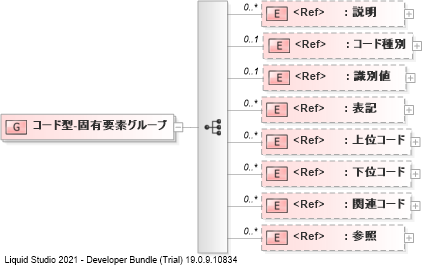 0..* E <Ref> : 説明
0..1 E <Ref> : コード種別
0..1 E <Ref> : 識別値
0..* E <Ref> : 表記
G コード型-固有要素グループ
0..* E <Ref> : 上位コード
0..* E <Ref> : 下位コード
0..* E <Ref> : 関連コード
0..* E <Ref> : 参照
Liquid Studio 2021 - Developer Bundle (Trial) 19.0.9.10834